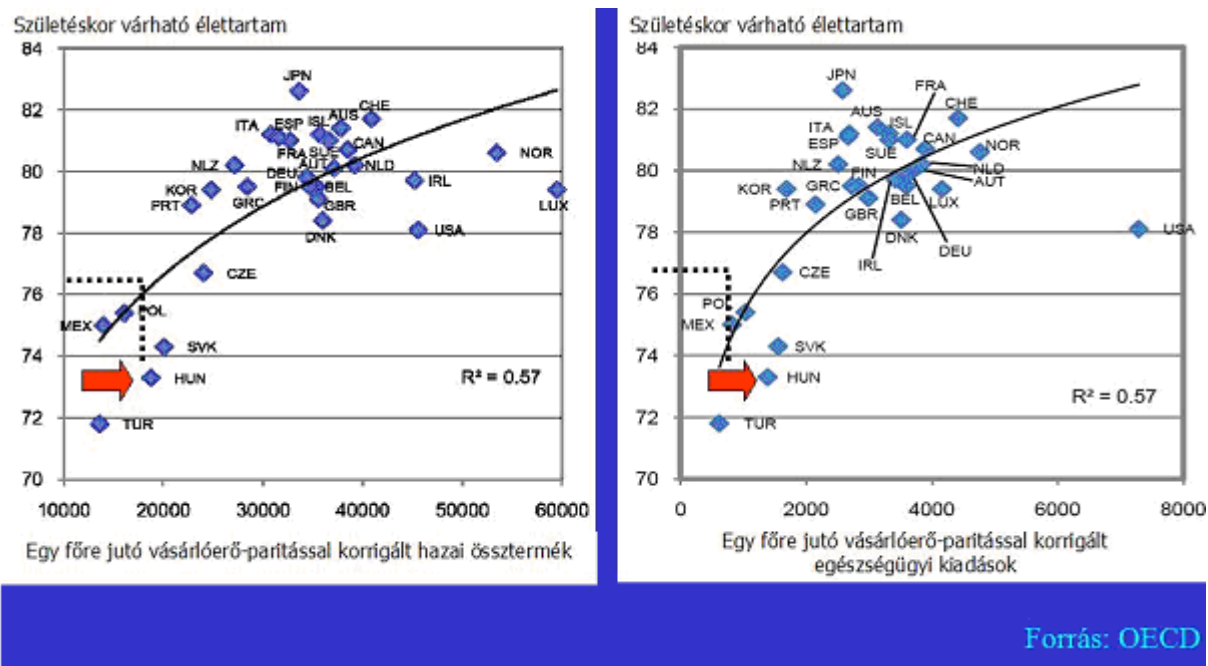 Születéskor várható élettartam
84
82
80
78
76
74
72
70
JPN
CHE
AUS
ISL
ITA
ESP
FRA
SUE
CAN
NOR
NLZ
DEU
AUT
NLD
IRL
KOR
GRC
FIN
BEL
LUX
PRT
GBR
DNK
USA
CZE
MEX
POL
SVK
HUN
R² = 0.57
TUR
10000 20000 30000 40000 50000 60000
Egy főre jutó vásárlóerő-paritással korrigált hazai össztermék
Születéskor várható élettartam
84
82
80
78
76
74
72
70
JPN
FRA
CHE
AUS
ISL
ITA
ESP
SUE
CAN
NOR
NLZ
FIN
NLD
AUT
KOR
GRC
BEL
LUX
PRT
GBR
DNK
USA
IRL
DEU
CZE
POL
MEX
SVK
HUN
R² = 0.57
TUR
0 2000 4000 6000 8000
Egy főre jutó vásárlóerő-paritással korrigált
egészségügyi kiadások
Forrás: OECD